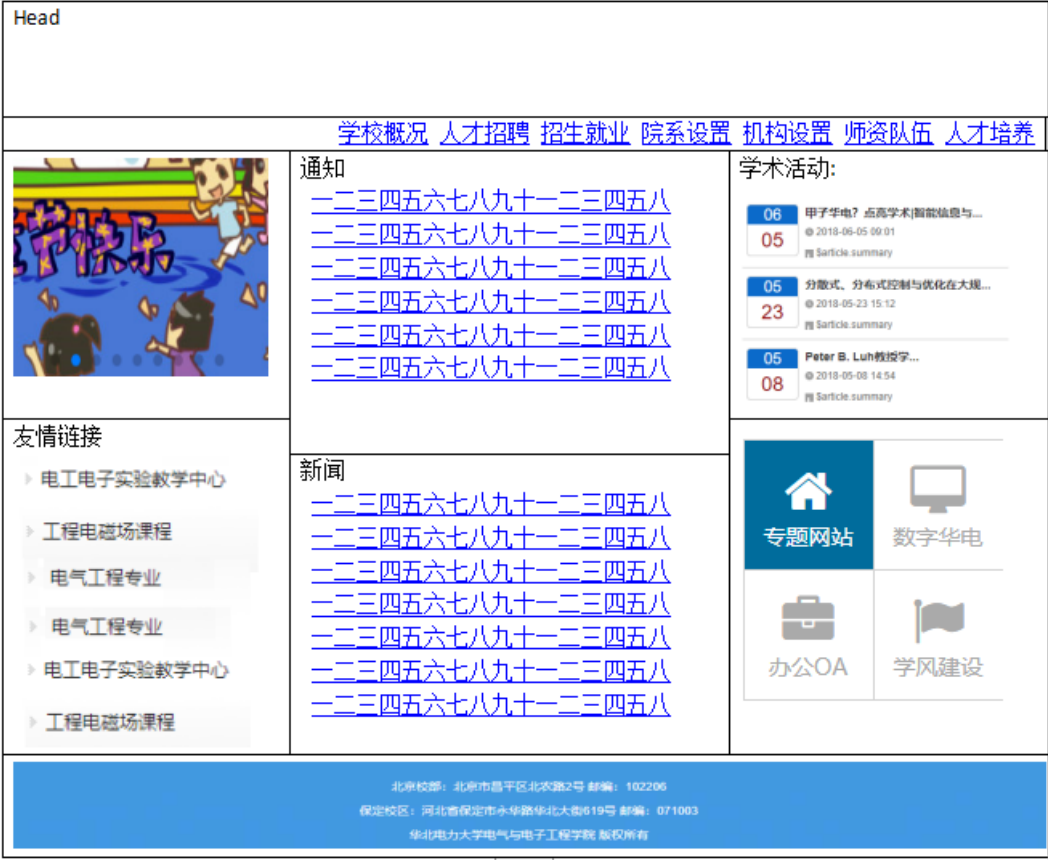 Head
学校概况 人才招聘 招生就业 院系设置 机构设置 师资队伍 人才培养
节快乐
通知
一二三四五六七八九十一二三四五八
一二三四五六七八九十一二三四五八
一二三四五六七八九十一二三四五八
一二三四五六七八九十一二三四五八
一二三四五六七八九十一二三四五八
一二三四五六七八九十一二三四五八
学术活动:
06
05
甲子华电？点亮学术|智能信息与...
2018-06-05 09:01
$article.summary
05
23
分散式、分布式控制与优化在大规...
2018-05-23 15:12
$article.summary
05
08
Peter B. Luh教授学...
2018-05-08 14:54
$article.summary
友情链接
电工电子实验教学中心
工程电磁场课程
电气工程专业
电气工程专业
电工电子实验教学中心
工程电磁场课程
新闻
一二三四五六七八九十一二三四五八
一二三四五六七八九十一二三四五八
一二三四五六七八九十一二三四五八
一二三四五六七八九十一二三四五八
一二三四五六七八九十一二三四五八
一二三四五六七八九十一二三四五八
一二三四五六七八九十一二三四五八
专题网站
数字华电
办公OA
学风建设
北京校部：北京市昌平区北农路2号 邮编：102206
保定校区：河北省保定市永华路华北大街619号 邮编：071003
华北电力大学电气与电子工程学院 版权所有